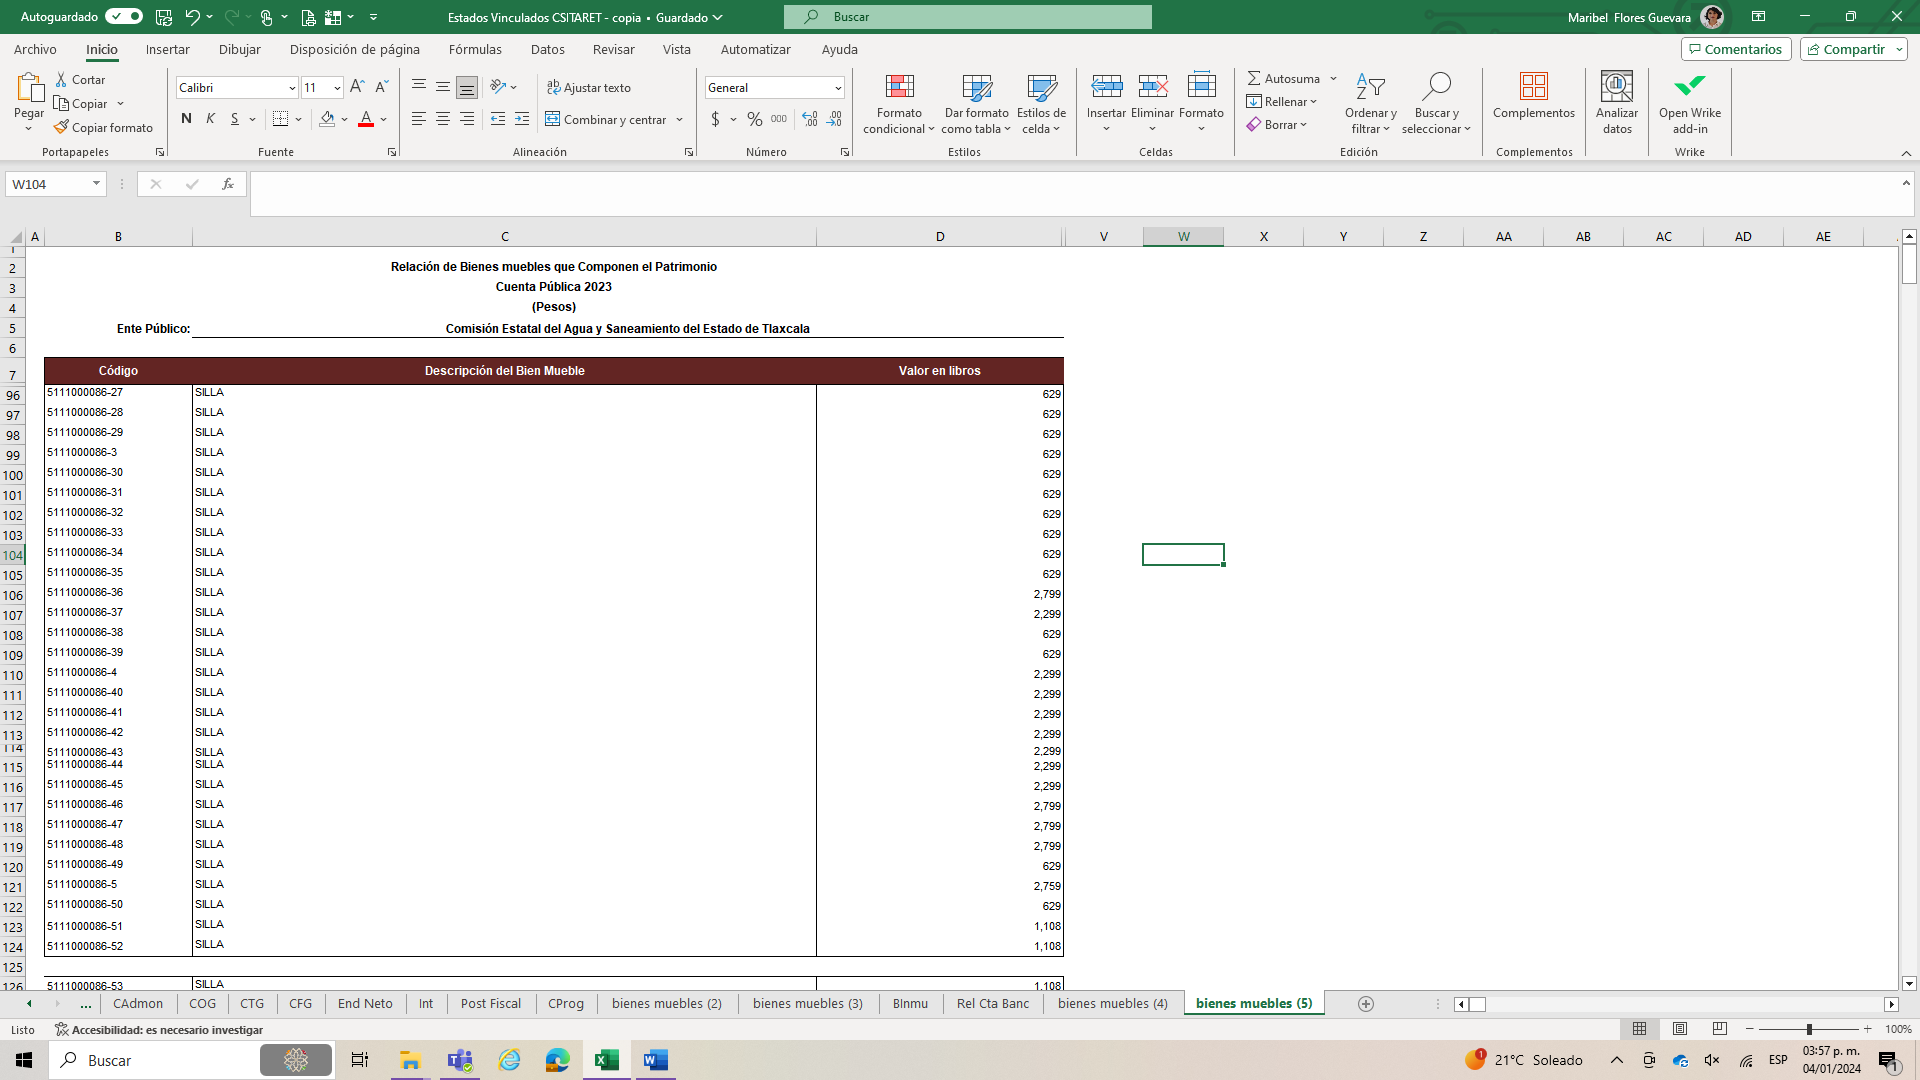 Autoguardado
Estados Vinculados CSITARET - copia • Guardado
Buscar
Maribel Flores Guevara
Archivo Inicio Insertar Dibujar Disposición de página Fórmulas Datos Revisar Vista Automatizar Ayuda
Comentarios Compartir
Pegar
Cortar
Copiar
Copiar formato
Portapapeles
Calibri 11
N K S
Fuente
Ajustar texto
Combinar y centrar
Alineación
General
$ % 000
Número
Formato condicional
Dar formato como tabla
Estilos de celda
Estilos
Insertar Eliminar Formato
Celdas
Autosuma
Rellenar
Borrar
Ordenar y filtrar
Buscar y seleccionar
Edición
Complementos
Complementos
Analizar datos
Open Wrike add-in
Wrike
W104
fx
A B C D V W X Y Z AA AB AC AD AE
2 Relación de Bienes muebles que Componen el Patrimonio
3 Cuenta Pública 2023
4 (Pesos)
5 Ente Público: Comisión Estatal del Agua y Saneamiento del Estado de Tlaxcala
6
7 Código Descripción del Bien Mueble Valor en libros
96 5111000086-27 SILLA 629
97 5111000086-28 SILLA 629
98 5111000086-29 SILLA 629
99 5111000086-3 SILLA 629
100 5111000086-30 SILLA 629
101 5111000086-31 SILLA 629
102 5111000086-32 SILLA 629
103 5111000086-33 SILLA 629
104 5111000086-34 SILLA 629
105 5111000086-35 SILLA 629
106 5111000086-36 SILLA 2,799
107 5111000086-37 SILLA 2,299
108 5111000086-38 SILLA 629
109 5111000086-39 SILLA 629
110 5111000086-4 SILLA 2,299
111 5111000086-40 SILLA 2,299
112 5111000086-41 SILLA 2,299
113 5111000086-42 SILLA 2,299
114 5111000086-43 SILLA 2,299
115 5111000086-44 SILLA 2,299
116 5111000086-45 SILLA 2,299
117 5111000086-46 SILLA 2,799
118 5111000086-47 SILLA 2,799
119 5111000086-48 SILLA 2,799
120 5111000086-49 SILLA 629
121 5111000086-5 SILLA 2,759
122 5111000086-50 SILLA 629
123 5111000086-51 SILLA 1,108
124 5111000086-52 SILLA 1,108
125
126 5111000086-53 SILLA 1,108
... CAdmon COG CTG CFG End Neto Int Post Fiscal CProg bienes muebles (2) bienes muebles (3) BInmu Rel Cta Banc bienes muebles (4) bienes muebles (5)
Listo Accesibilidad: es necesario investigar 100%
Buscar
1 21°C Soleado ESP 03:57 p. m.
04/01/2024 1